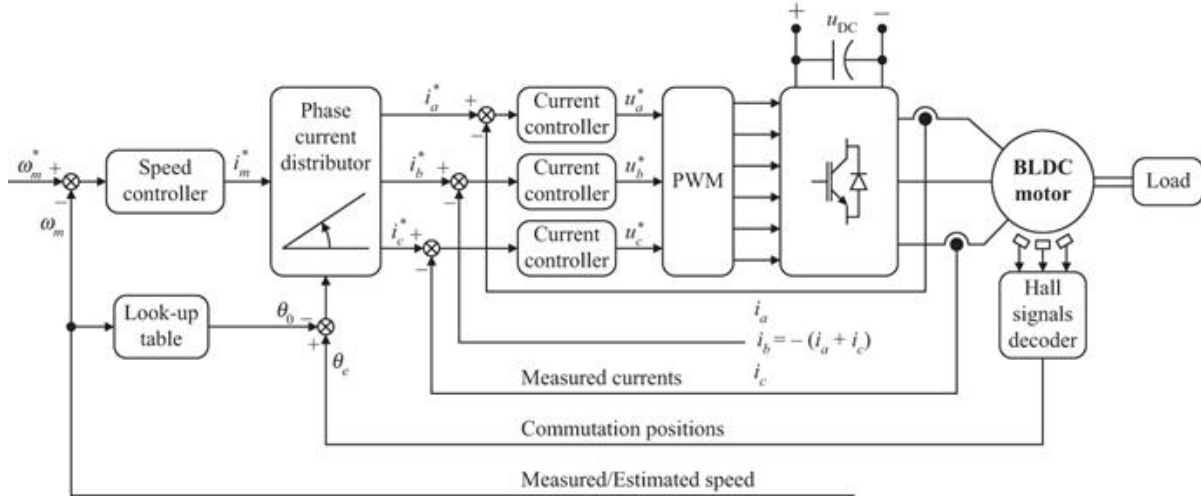 + −
u_DC
Phase
current
distributor
i_a^*
+
−
Current
controller
u_a^*
ω_m^*
+
−
ω_m
Speed
controller
i_m^*
i_b^*
+
−
Current
controller
u_b^*
PWM
BLDC
motor
Load
i_c^*
+
−
Current
controller
u_c^*
Hall
signals
decoder
Look-up
table
θ_0
−
+
θ_e
i_a
i_b = − (i_a + i_c)
i_c
Measured currents
Commutation positions
Measured/Estimated speed